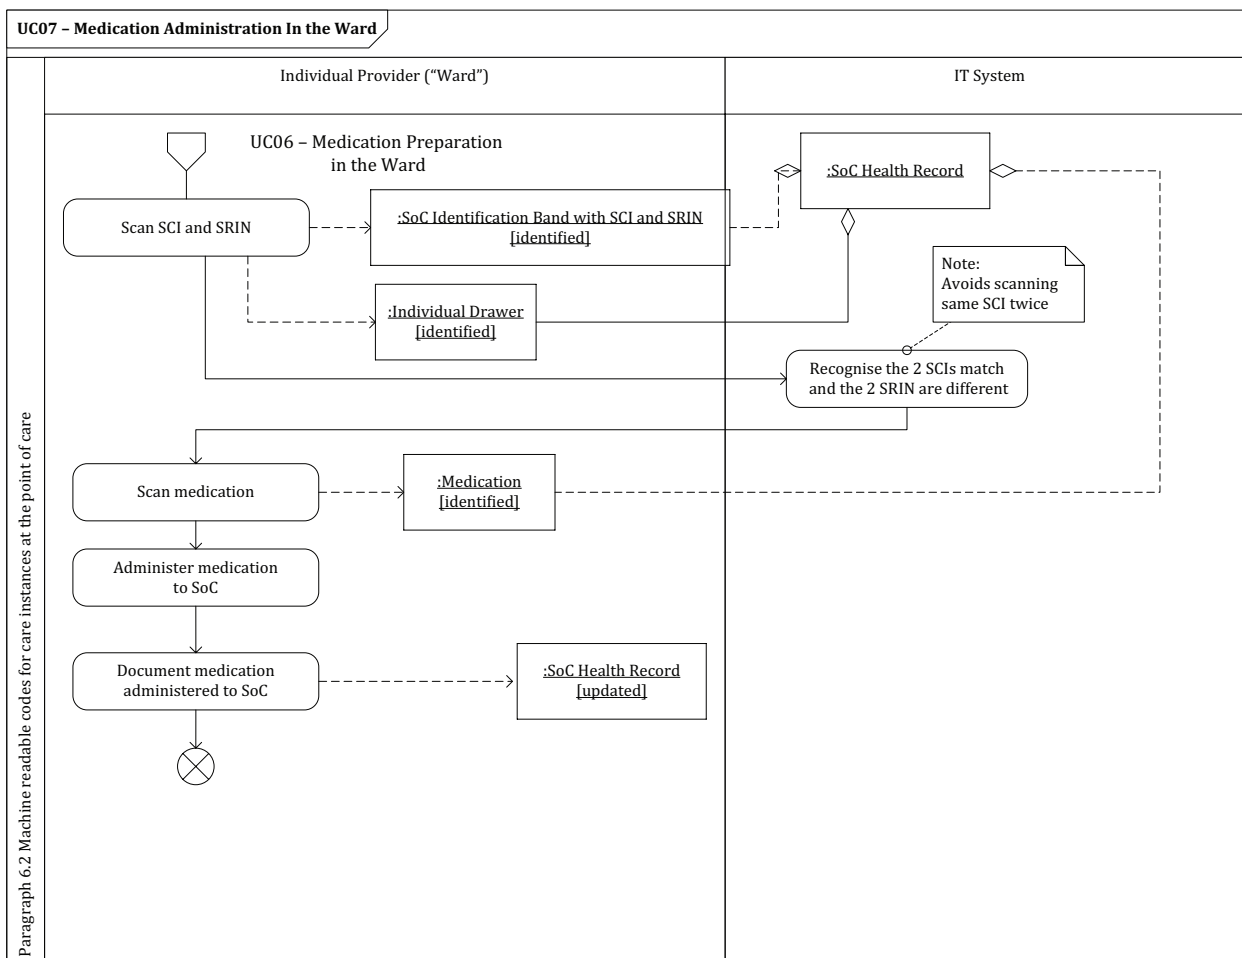 UC07 – Medication Administration In the Ward
Individual Provider (“Ward”)
IT System
UC06 – Medication Preparation
in the Ward
:SoC Health Record
Scan SCI and SRIN
:SoC Identification Band with SCI and SRIN
[identified]
Note:
Avoids scanning
same SCI twice
:Individual Drawer
[identified]
Recognise the 2 SCIs match
and the 2 SRIN are different
Scan medication
:Medication
[identified]
Administer medication
to SoC
Document medication
administered to SoC
:SoC Health Record
[updated]
Paragraph 6.2 Machine readable codes for care instances at the point of care